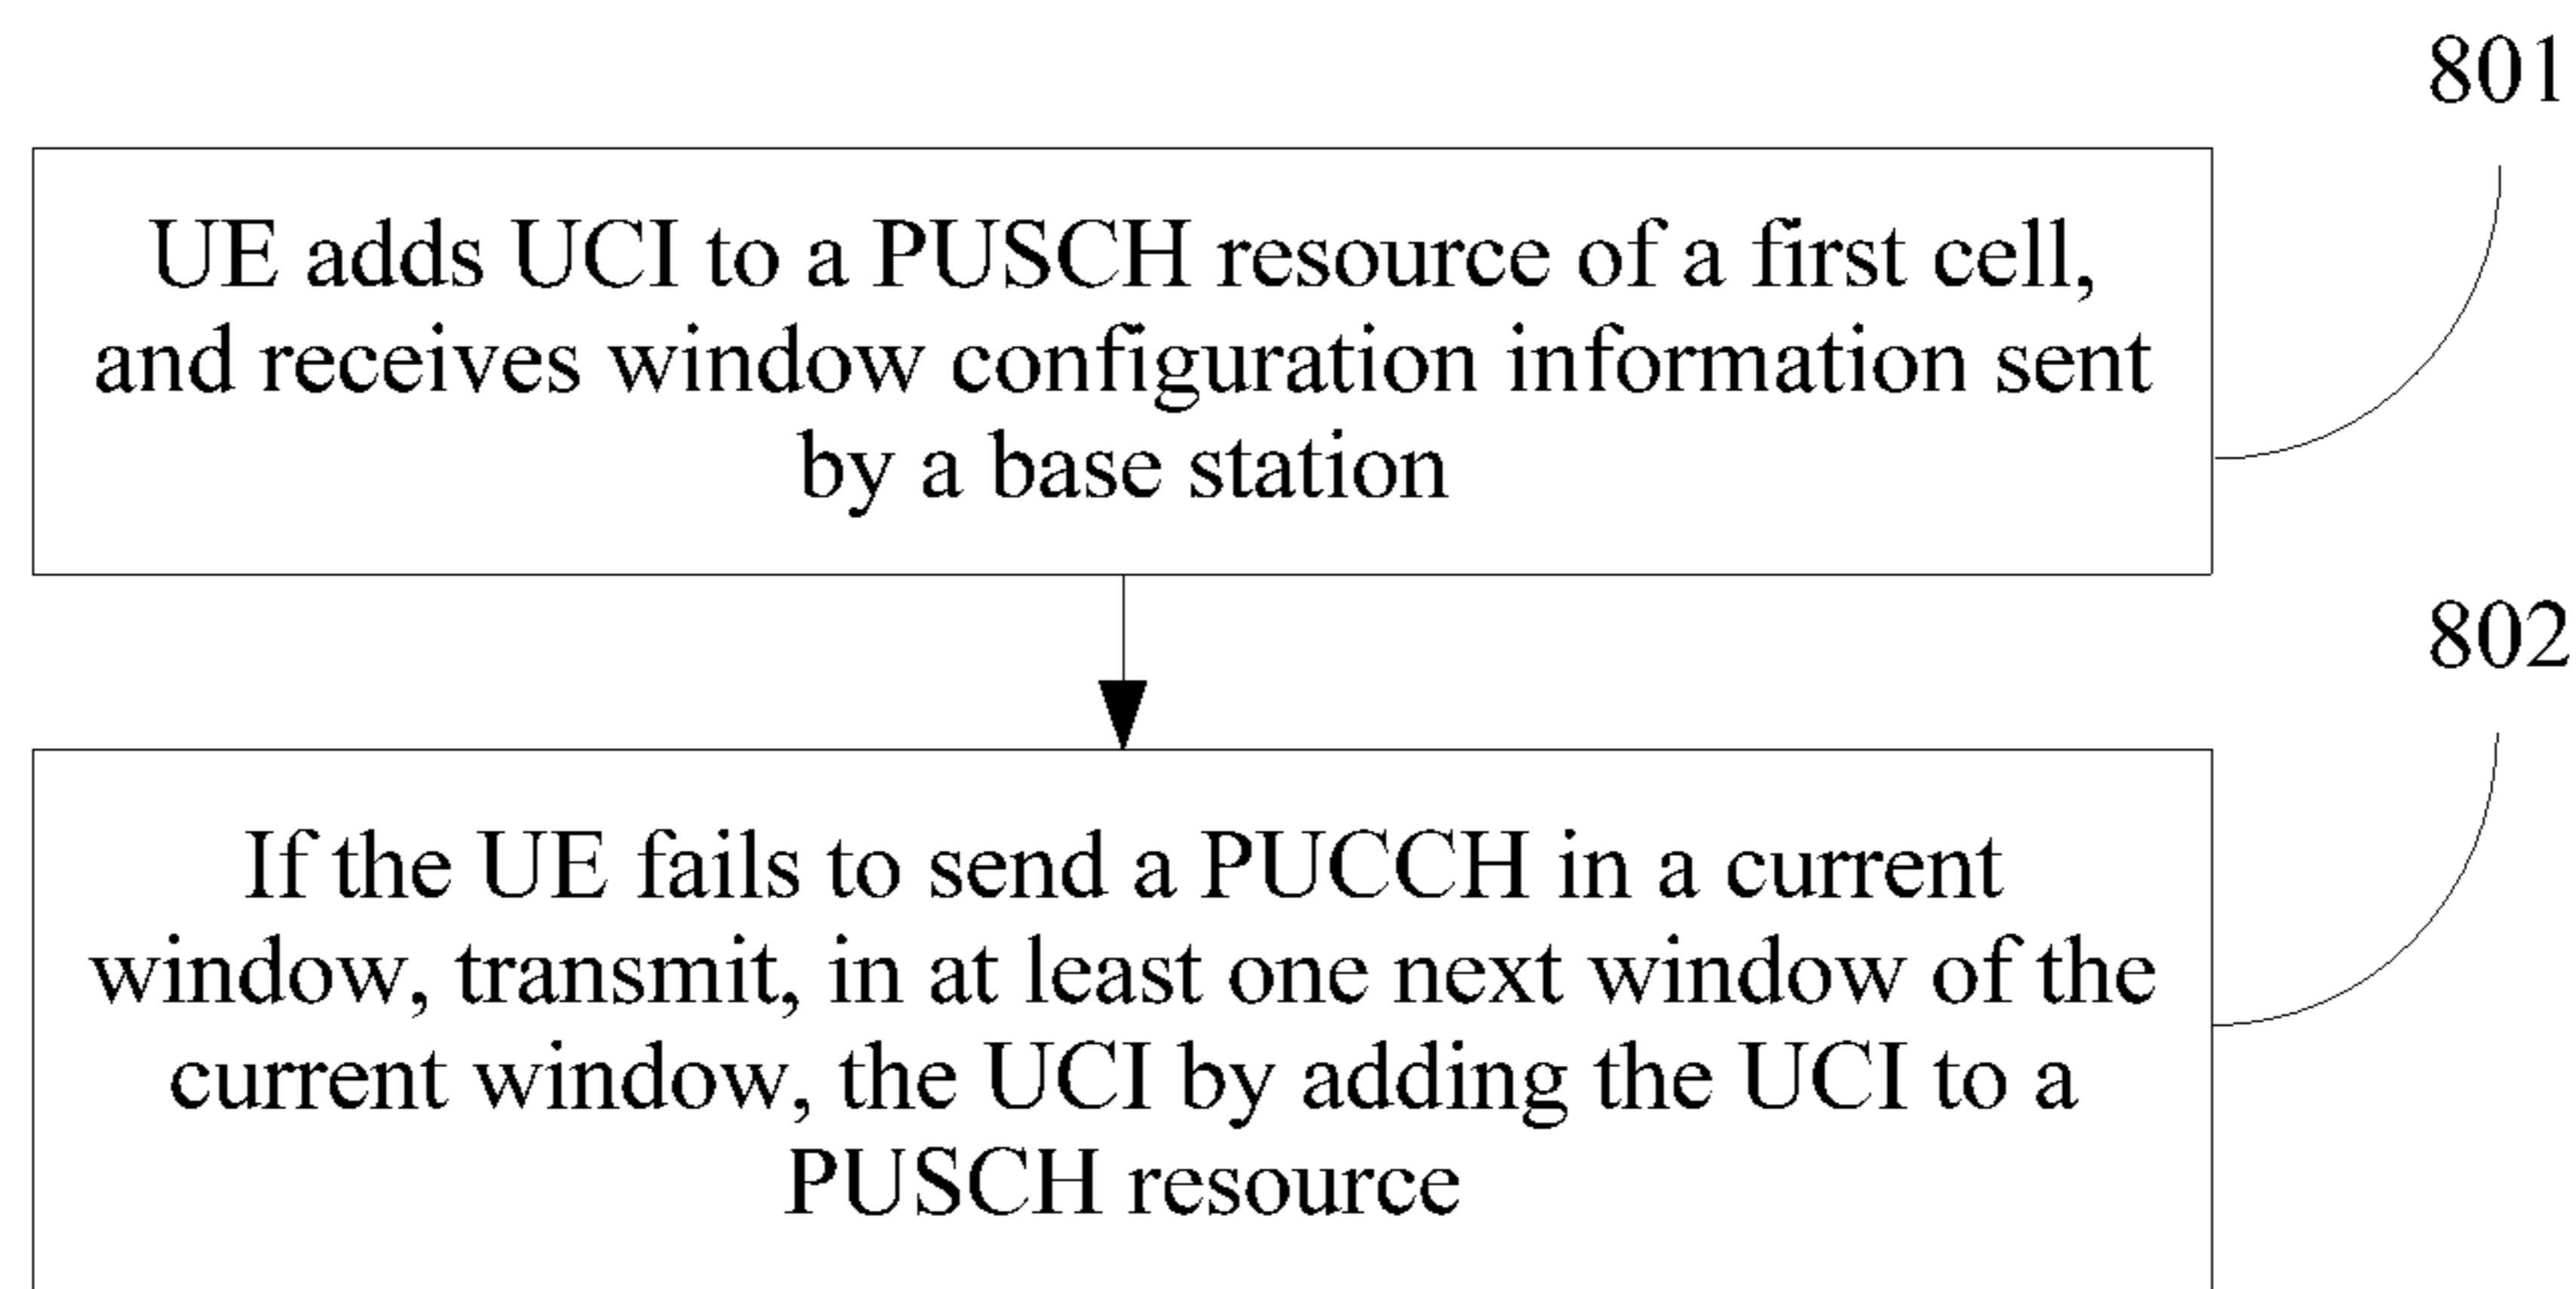 801
UE adds UCI to a PUSCH resource of a first cell,
and receives window configuration information sent
by a base station
802
If the UE fails to send a PUCCH in a current
window, transmit, in at least one next window of the
current window, the UCI by adding the UCI to a
PUSCH resource